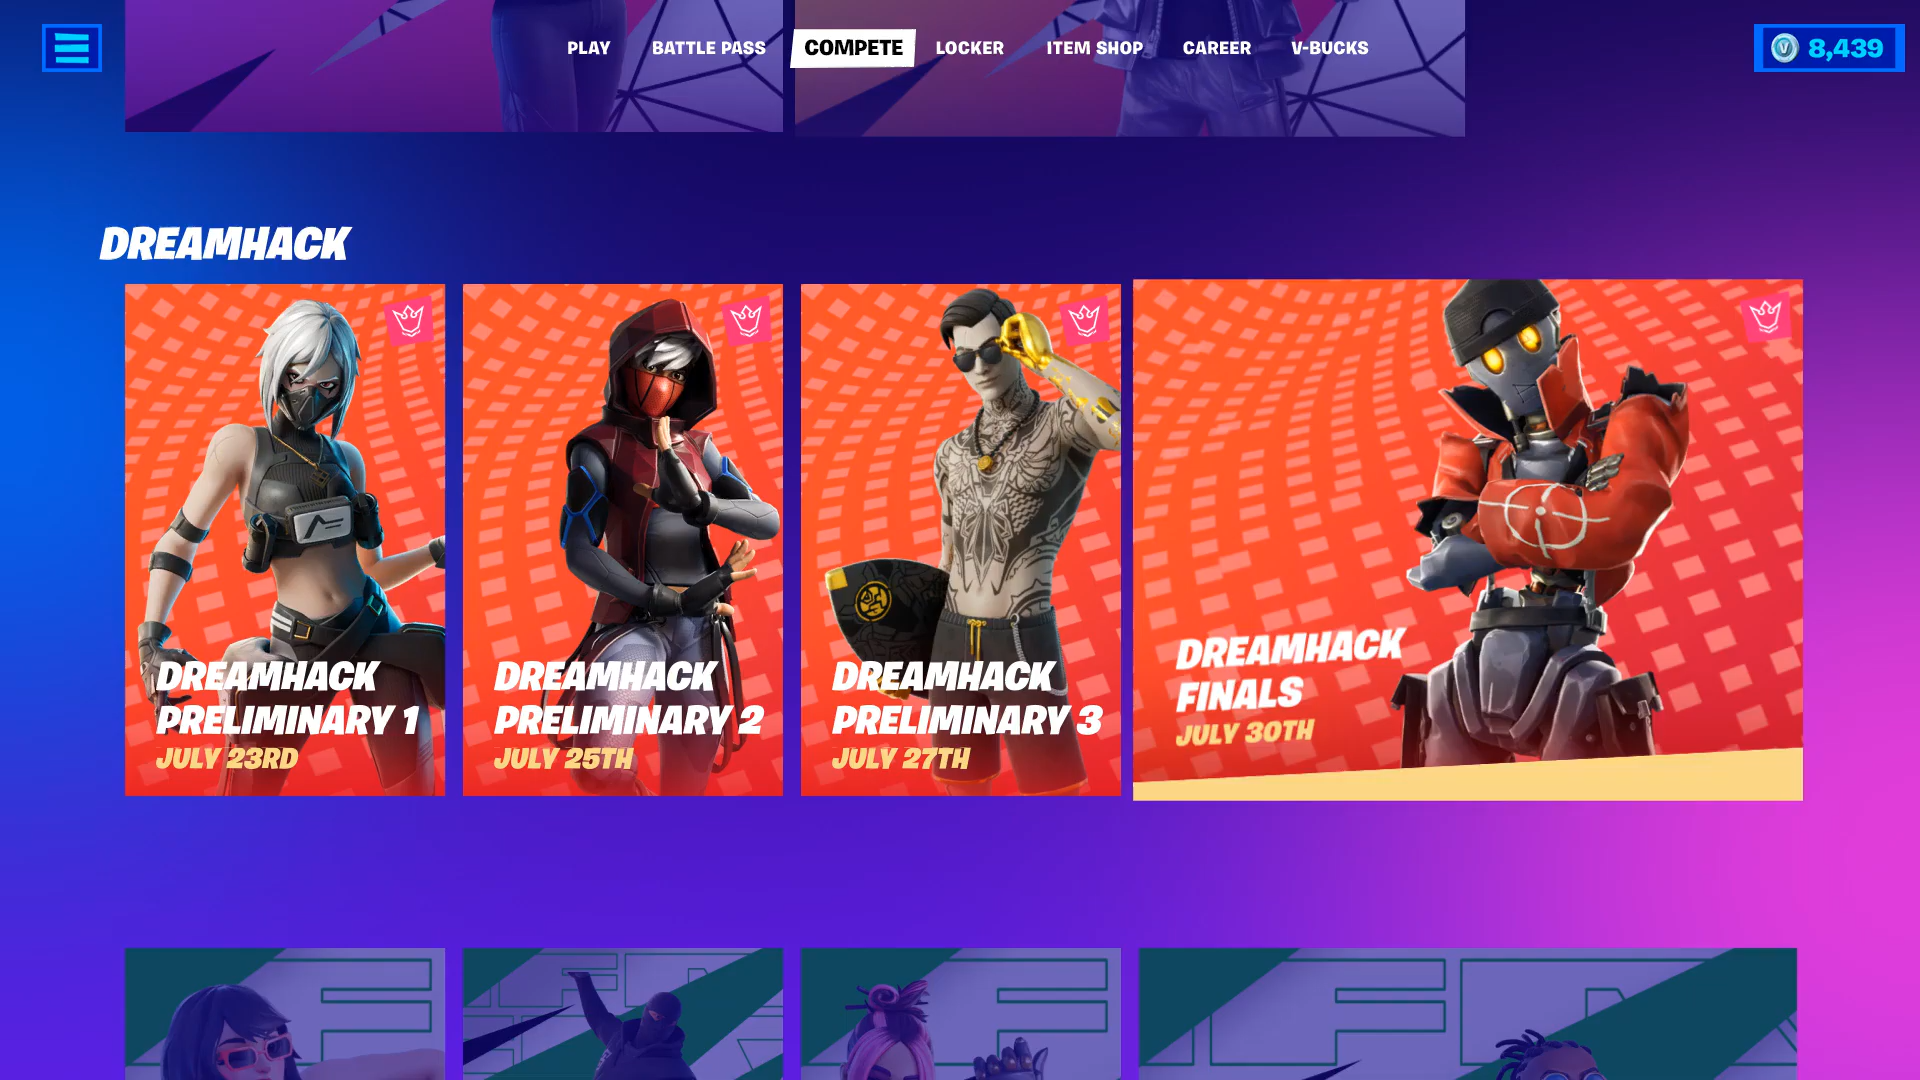 PLAY
BATTLE PASS
COMPETE
LOCKER
ITEM SHOP
CAREER
V-BUCKS
V 8,439
DREAMHACK
DREAMHACK
PRELIMINARY 1
JULY 23RD
DREAMHACK
PRELIMINARY 2
JULY 25TH
DREAMHACK
PRELIMINARY 3
JULY 27TH
DREAMHACK
FINALS
JULY 30TH